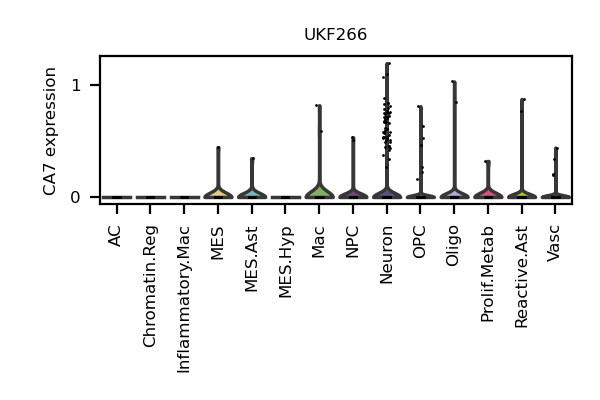 UKF266
CA7 expression
1
0
AC
Chromatin.Reg
Inflammatory.Mac
MES
MES.Ast
MES.Hyp
Mac
NPC
Neuron
OPC
Oligo
Prolif.Metab
Reactive.Ast
Vasc